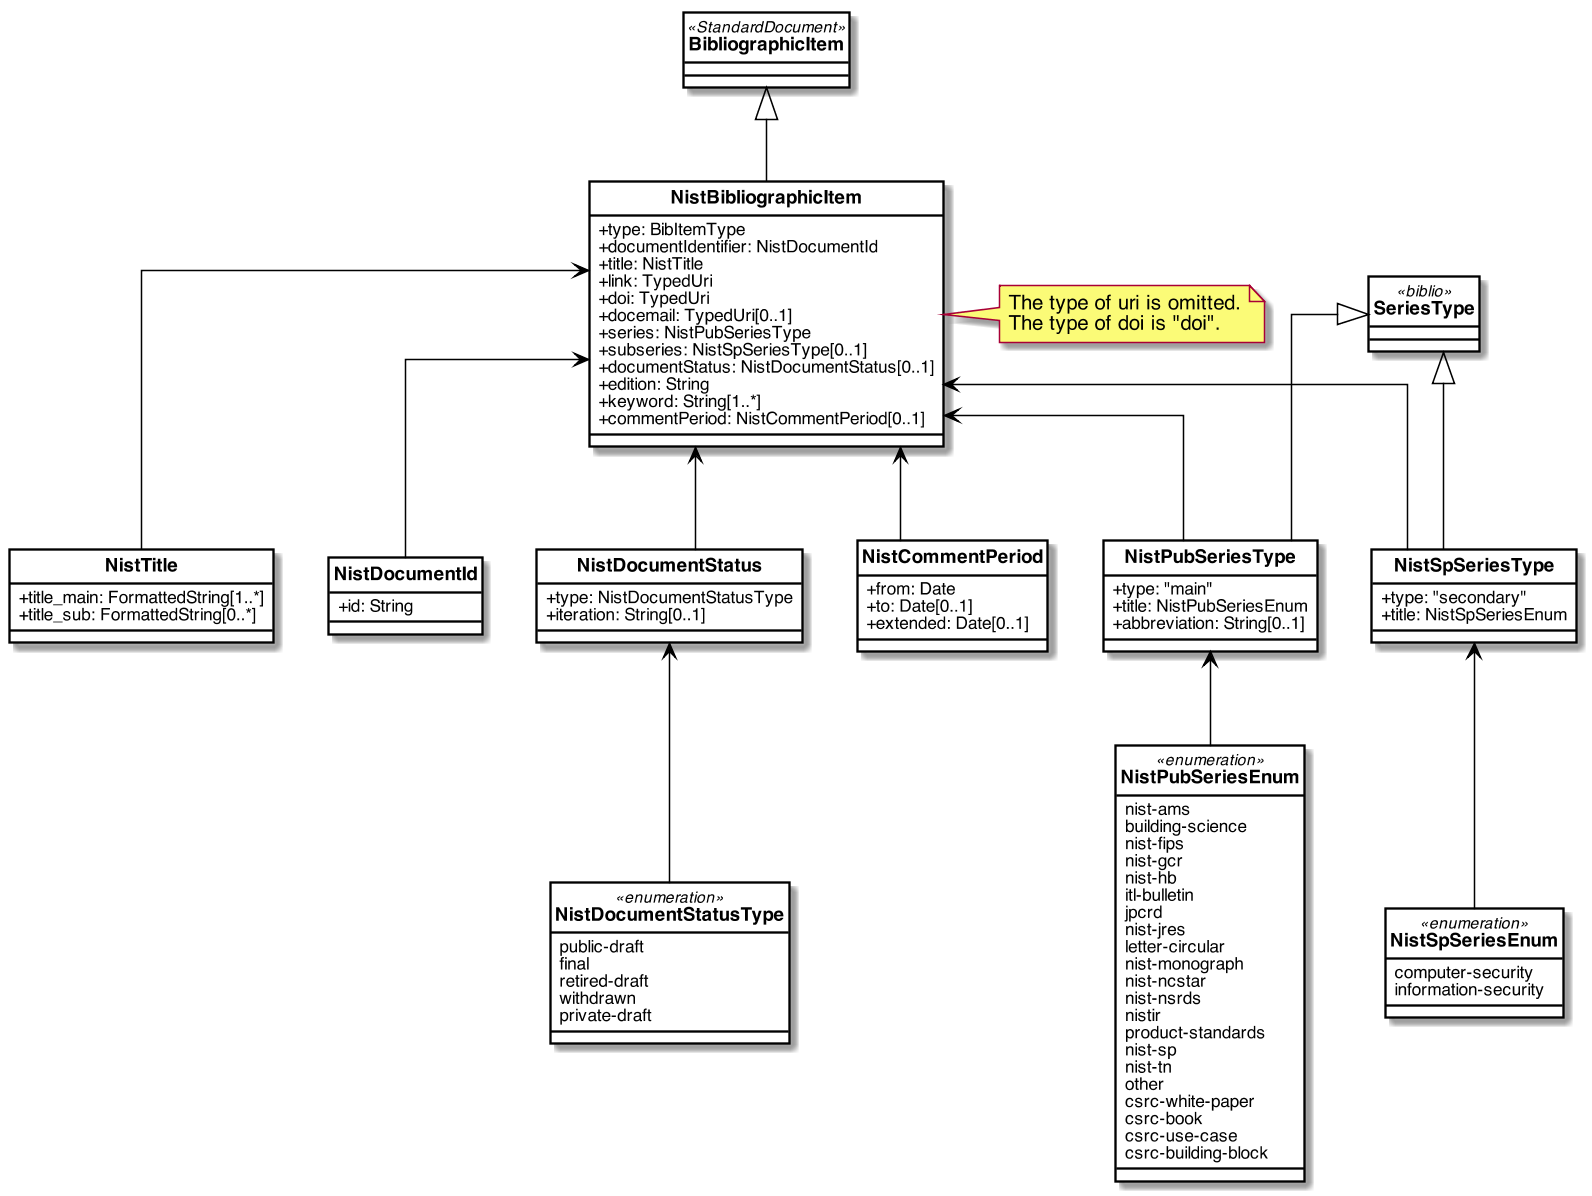 «StandardDocument»
BibliographicItem
NistBibliographicItem
+type: BibItemType
+documentIdentifier: NistDocumentId
+title: NistTitle
+link: TypedUri
+doi: TypedUri
+docemail: TypedUri[0..1]
+series: NistPubSeriesType
+subseries: NistSpSeriesType[0..1]
+documentStatus: NistDocumentStatus[0..1]
+edition: String
+keyword: String[1..*]
+commentPeriod: NistCommentPeriod[0..1]
The type of uri is omitted.
The type of doi is "doi".
«biblio»
SeriesType
NistTitle
+title_main: FormattedString[1..*]
+title_sub: FormattedString[0..*]
NistDocumentId
+id: String
NistDocumentStatus
+type: NistDocumentStatusType
+iteration: String[0..1]
NistCommentPeriod
+from: Date
+to: Date[0..1]
+extended: Date[0..1]
NistPubSeriesType
+type: "main"
+title: NistPubSeriesEnum
+abbreviation: String[0..1]
NistSpSeriesType
+type: "secondary"
+title: NistSpSeriesEnum
«enumeration»
NistDocumentStatusType
public-draft
final
retired-draft
withdrawn
private-draft
«enumeration»
NistPubSeriesEnum
nist-ams
building-science
nist-fips
nist-gcr
nist-hb
itl-bulletin
jpcrd
nist-jres
letter-circular
nist-monograph
nist-ncstar
nist-nsrds
nistir
product-standards
nist-sp
nist-tn
other
csrc-white-paper
csrc-book
csrc-use-case
csrc-building-block
«enumeration»
NistSpSeriesEnum
computer-security
information-security